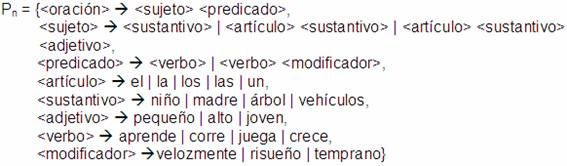 Pn = {<oración> → <sujeto> <predicado>,
<sujeto> → <sustantivo> | <artículo> <sustantivo> | <artículo> <sustantivo>
<adjetivo>,
<predicado> → <verbo> | <verbo> <modificador>,
<artículo> → el | la | los | las | un,
<sustantivo> → niño | madre | árbol | vehículos,
<adjetivo> → pequeño | alto | joven,
<verbo> → aprende | corre | juega | crece,
<modificador> →velozmente | risueño | temprano}